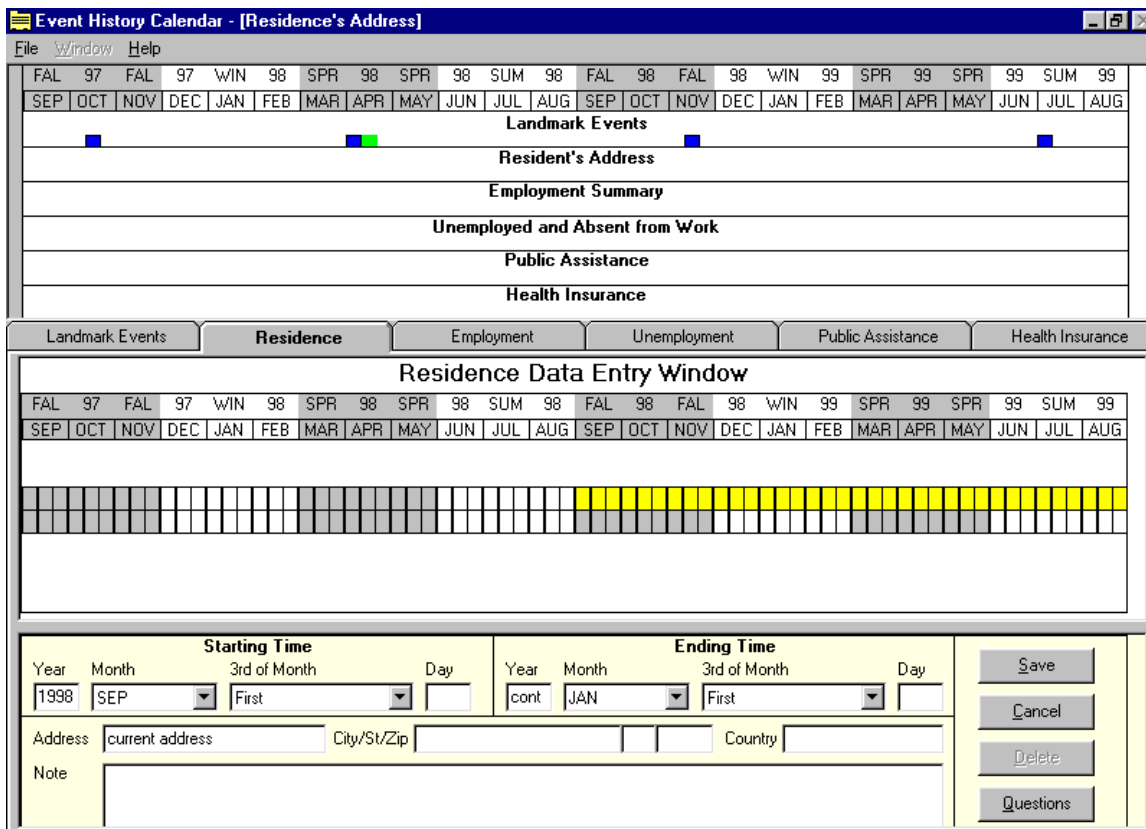 Event History Calendar - [Residence's Address]
File Window Help
FAL 97 FAL 97 WIN 98 SPR 98 SPR 98 SUM 98 FAL 98 FAL 98 WIN 99 SPR 99 SPR 99 SUM 99
SEP OCT NOV DEC JAN FEB MAR APR MAY JUN JUL AUG SEP OCT NOV DEC JAN FEB MAR APR MAY JUN JUL AUG
Landmark Events
Resident's Address
Employment Summary
Unemployed and Absent from Work
Public Assistance
Health Insurance
Landmark Events Residence Employment Unemployment Public Assistance Health Insurance
Residence Data Entry Window
FAL 97 FAL 97 WIN 98 SPR 98 SPR 98 SUM 98 FAL 98 FAL 98 WIN 99 SPR 99 SPR 99 SUM 99
SEP OCT NOV DEC JAN FEB MAR APR MAY JUN JUL AUG SEP OCT NOV DEC JAN FEB MAR APR MAY JUN JUL AUG
Starting Time Ending Time
Year Month 3rd of Month Day Year Month 3rd of Month Day
1998 SEP First cont JAN First
Address current address City/St/Zip Country
Note
Save
Cancel
Delete
Questions